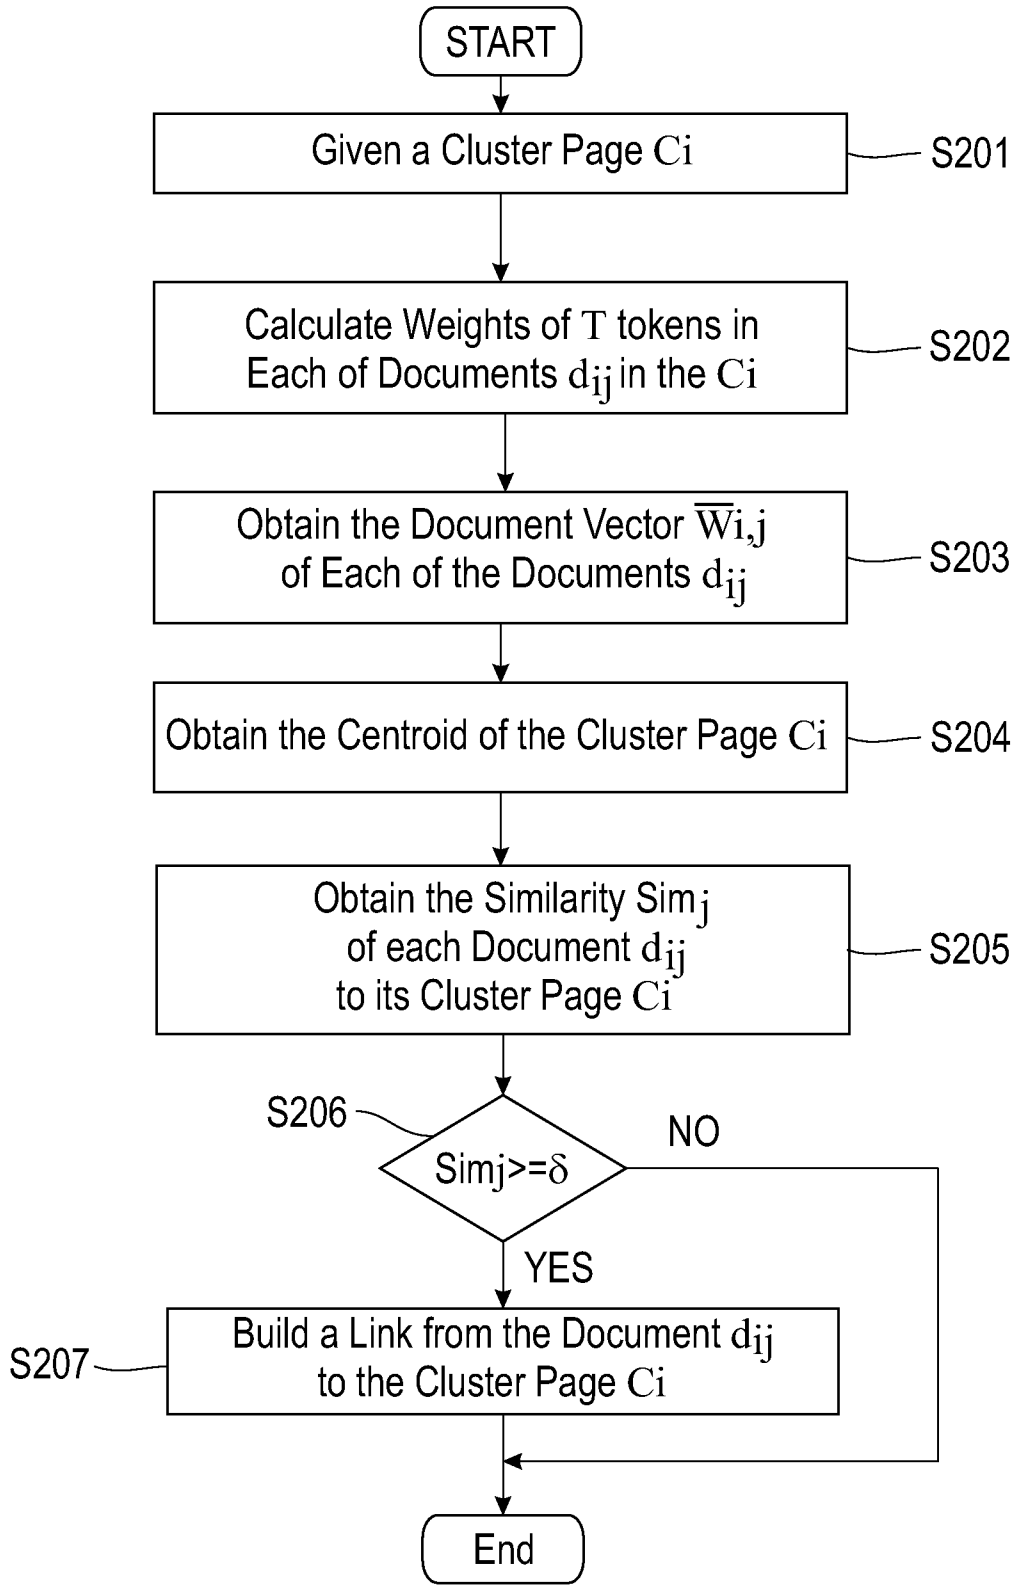 START
Given a Cluster Page Ci
S201
Calculate Weights of T tokens in
Each of Documents dij in the Ci
S202
Obtain the Document Vector W̅i,j
of Each of the Documents dij
S203
Obtain the Centroid of the Cluster Page Ci
S204
Obtain the Similarity Simj
of each Document dij
to its Cluster Page Ci
S205
S206
Simj>=δ
NO
YES
Build a Link from the Document dij
to the Cluster Page Ci
S207
End